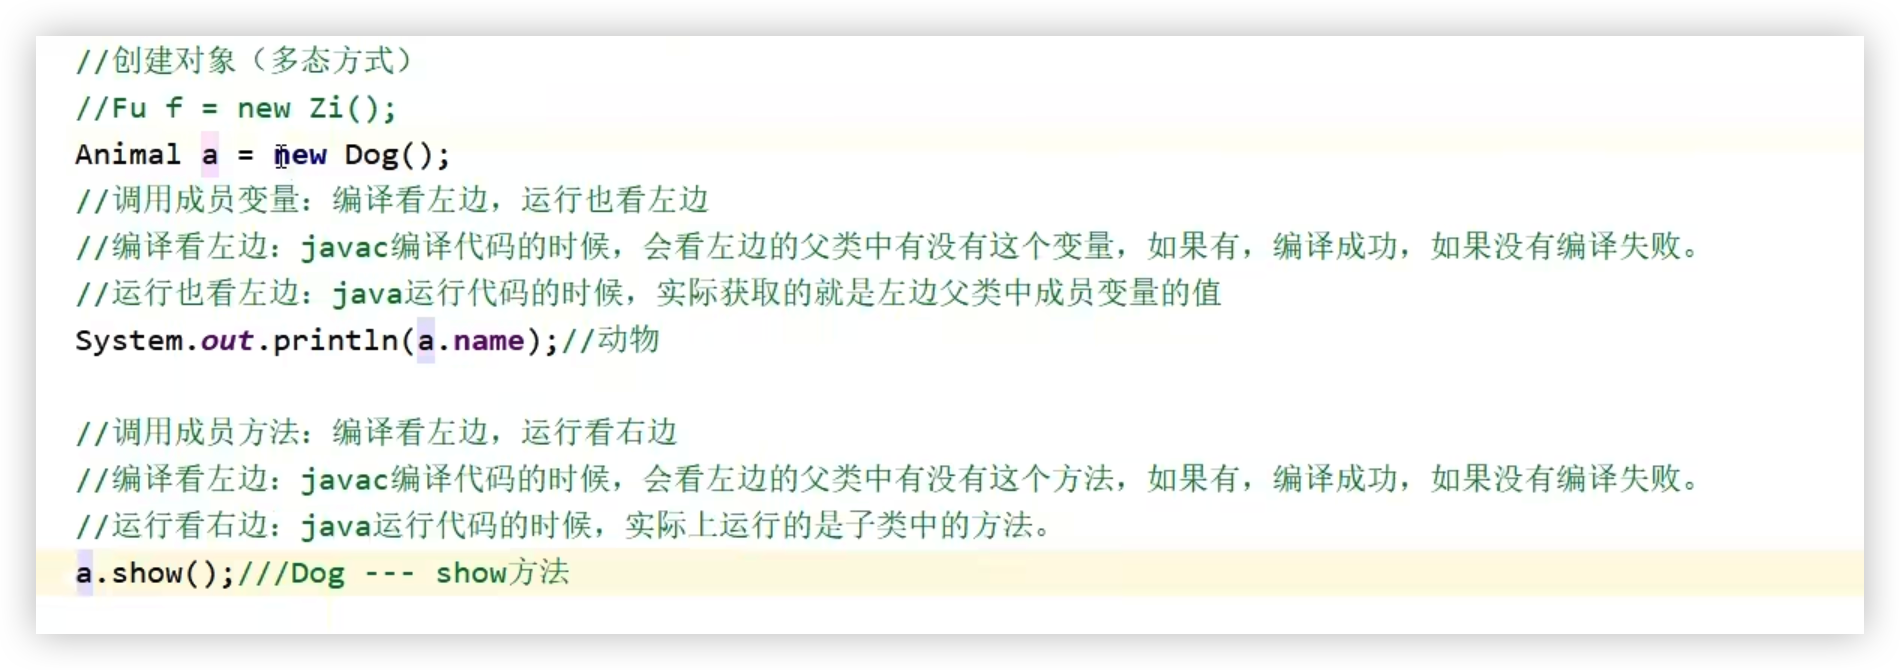 //创建对象（多态方式）
//Fu f = new Zi();
Animal a = new Dog();
//调用成员变量：编译看左边，运行也看左边
//编译看左边：javac编译代码的时候，会看左边的父类中有没有这个变量，如果有，编译成功，如果没有编译失败。
//运行也看左边：java运行代码的时候，实际获取的就是左边父类中成员变量的值
System.out.println(a.name);//动物
//调用成员方法：编译看左边，运行看右边
//编译看左边：javac编译代码的时候，会看左边的父类中有没有这个方法，如果有，编译成功，如果没有编译失败。
//运行看右边：java运行代码的时候，实际上运行的是子类中的方法。
a.show();///Dog --- show方法